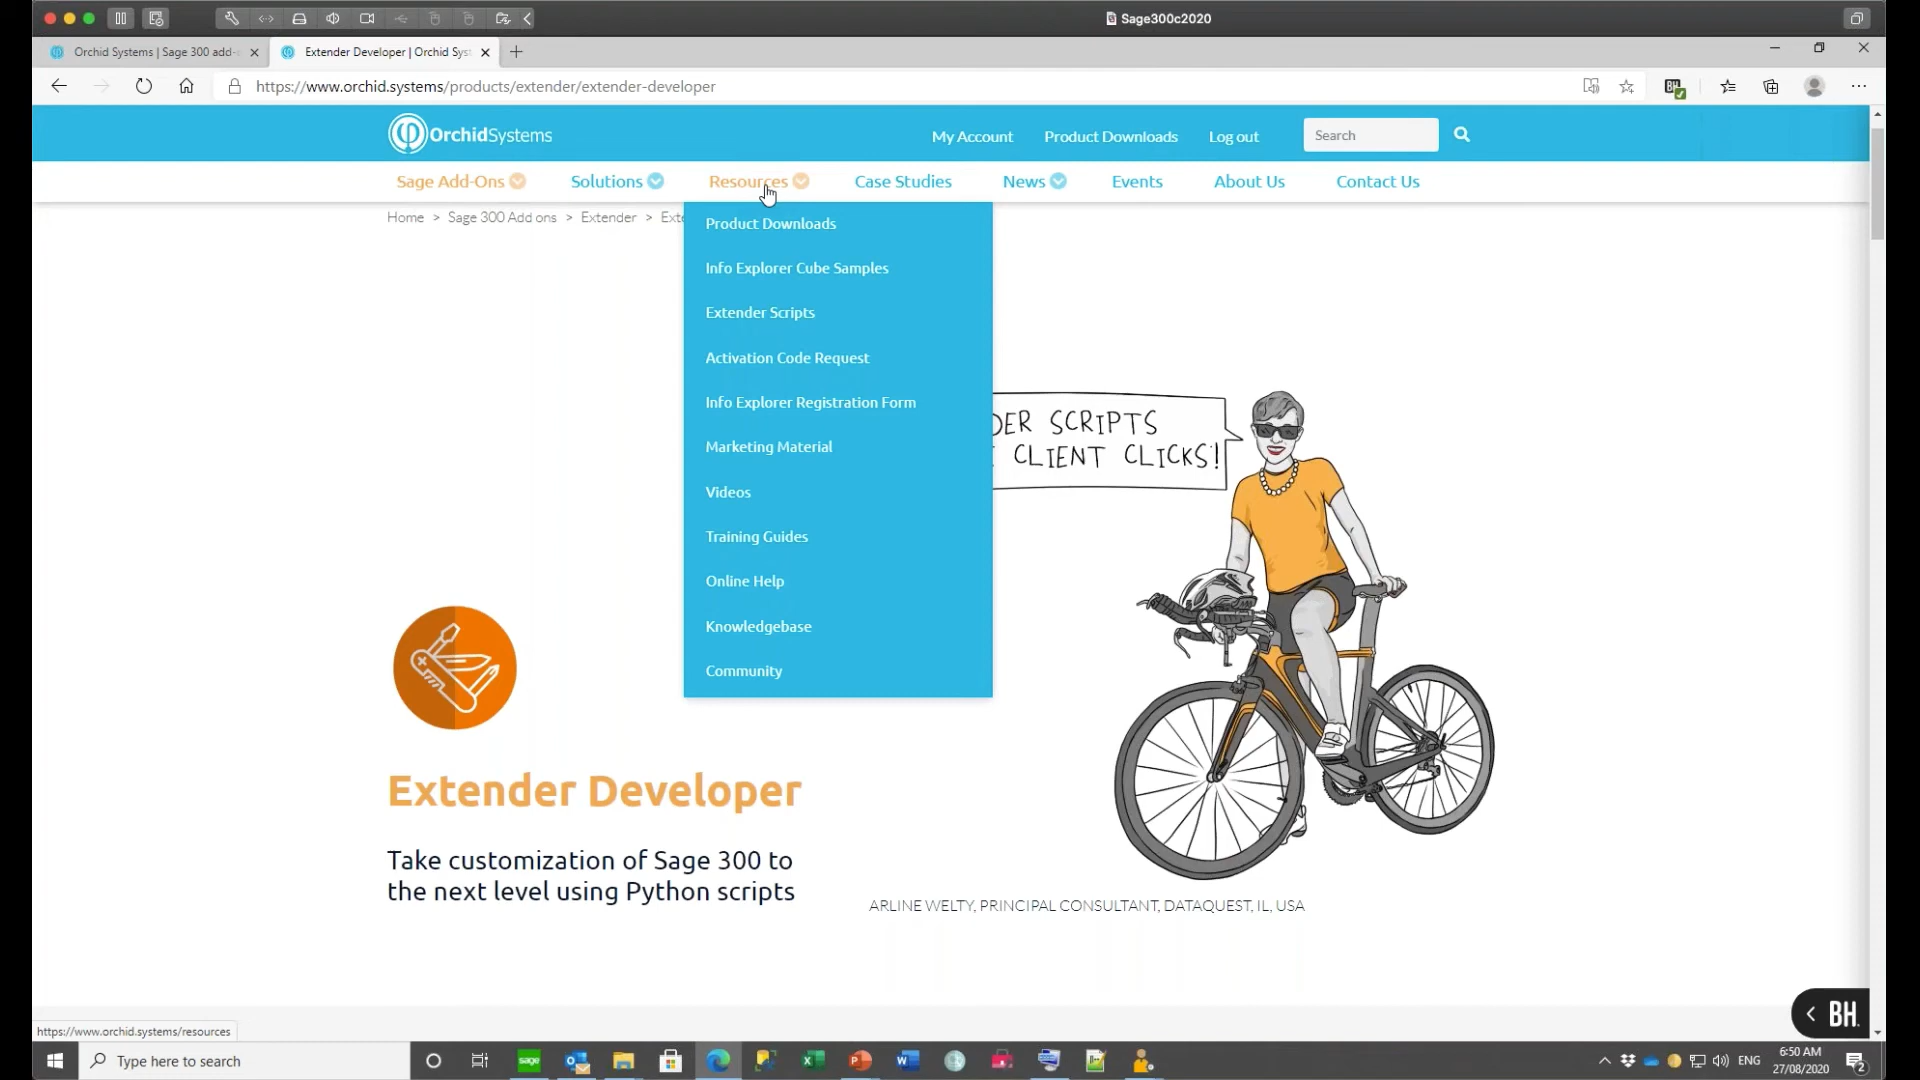 Sage300c2020
Orchid Systems | Sage 300 add-
Extender Developer | Orchid Sys
https://www.orchid.systems/products/extender/extender-developer
OrchidSystems
My Account
Product Downloads
Log out
Search
Sage Add-Ons
Solutions
Resources
Case Studies
News
Events
About Us
Contact Us
Home > Sage 300 Add ons > Extender > Exte
Product Downloads
Info Explorer Cube Samples
Extender Scripts
Activation Code Request
Info Explorer Registration Form
Marketing Material
Videos
Training Guides
Online Help
Knowledgebase
Community
DER SCRIPTS
CLIENT CLICKS!
Extender Developer
Take customization of Sage 300 to
the next level using Python scripts
ARLINE WELTY, PRINCIPAL CONSULTANT, DATAQUEST, IL, USA
BH
https://www.orchid.systems/resources
Type here to search
sage
ENG
6:50 AM
27/08/2020
2